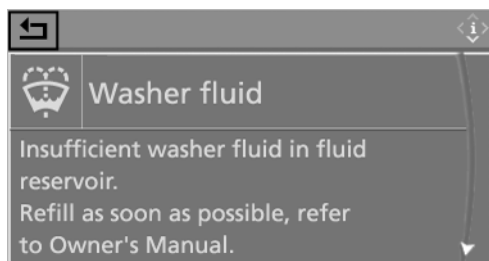 i
Washer fluid
Insufficient washer fluid in fluid
reservoir.
Refill as soon as possible, refer
to Owner's Manual.